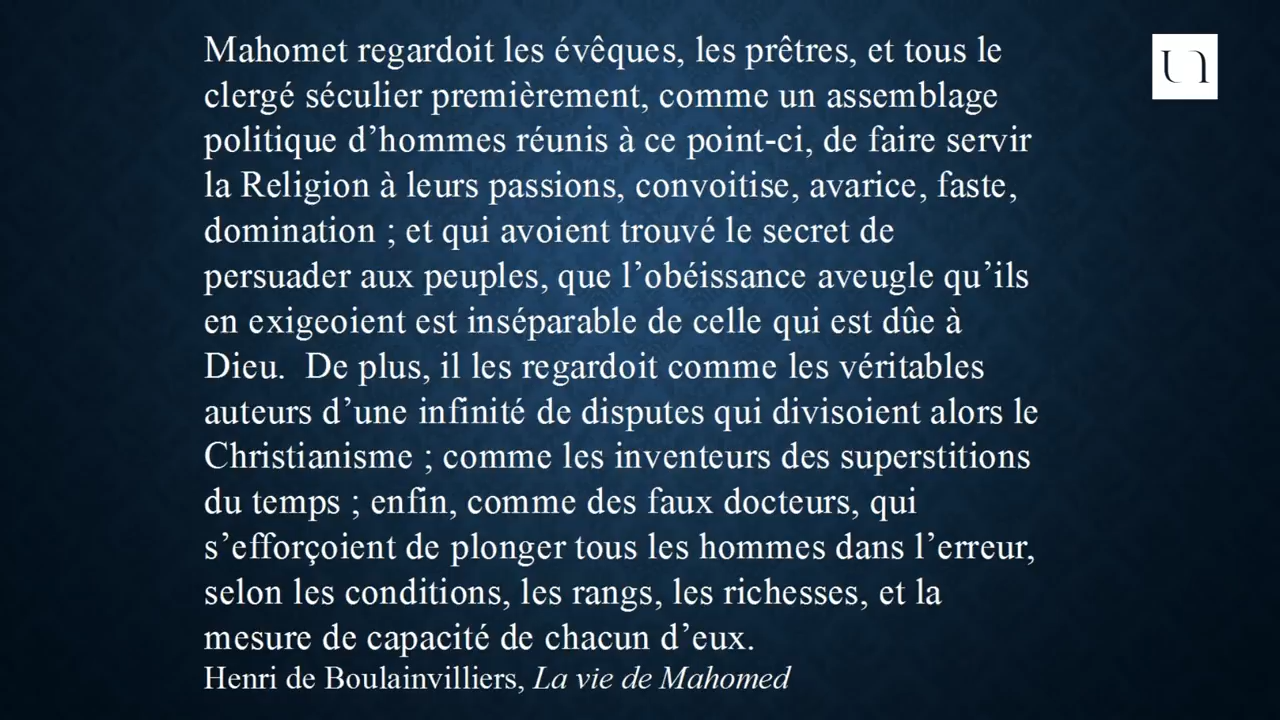 Mahomet regardoit les évêques, les prêtres, et tous le
clergé séculier premièrement, comme un assemblage
politique d’hommes réunis à ce point-ci, de faire servir
la Religion à leurs passions, convoitise, avarice, faste,
domination ; et qui avoient trouvé le secret de
persuader aux peuples, que l’obéissance aveugle qu’ils
en exigeoient est inséparable de celle qui est dûe à
Dieu.  De plus, il les regardoit comme les véritables
auteurs d’une infinité de disputes qui divisoient alors le
Christianisme ; comme les inventeurs des superstitions
du temps ; enfin, comme des faux docteurs, qui
s’efforçoient de plonger tous les hommes dans l’erreur,
selon les conditions, les rangs, les richesses, et la
mesure de capacité de chacun d’eux.
Henri de Boulainvilliers, La vie de Mahomed